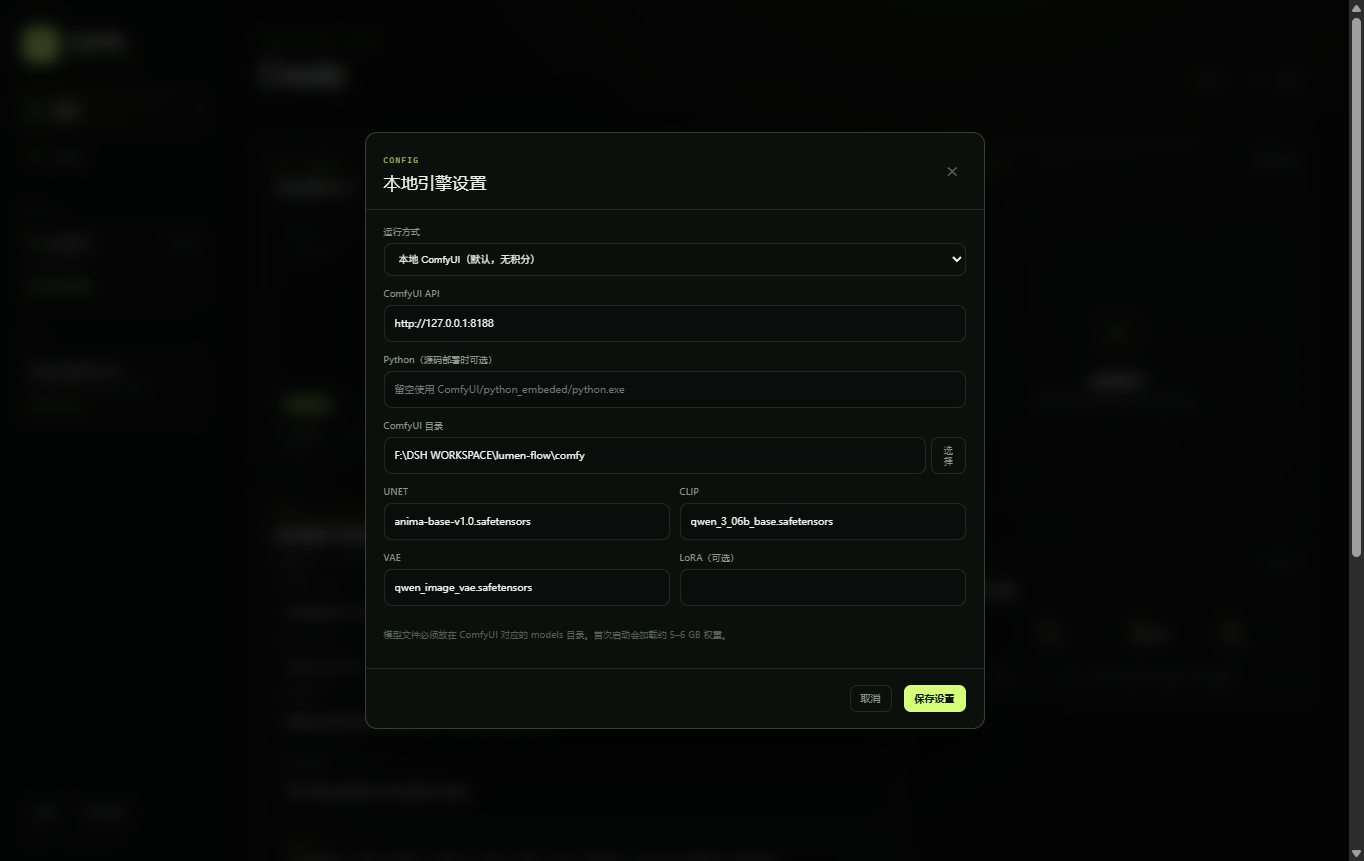 CONFIG
本地引擎设置
运行方式
本地 ComfyUI（默认，无积分）
ComfyUI API
http://127.0.0.1:8188
Python（源码部署时可选）
留空使用 ComfyUI/python_embeded/python.exe
ComfyUI 目录
F:\DSH WORKSPACE\lumen-flow\comfy
选择
UNET
CLIP
anima-base-v1.0.safetensors
qwen_3_06b_base.safetensors
VAE
LoRA（可选）
qwen_image_vae.safetensors
模型文件必须放在 ComfyUI 对应的 models 目录。首次启动会加载约 5–6 GB 权重。
取消
保存设置